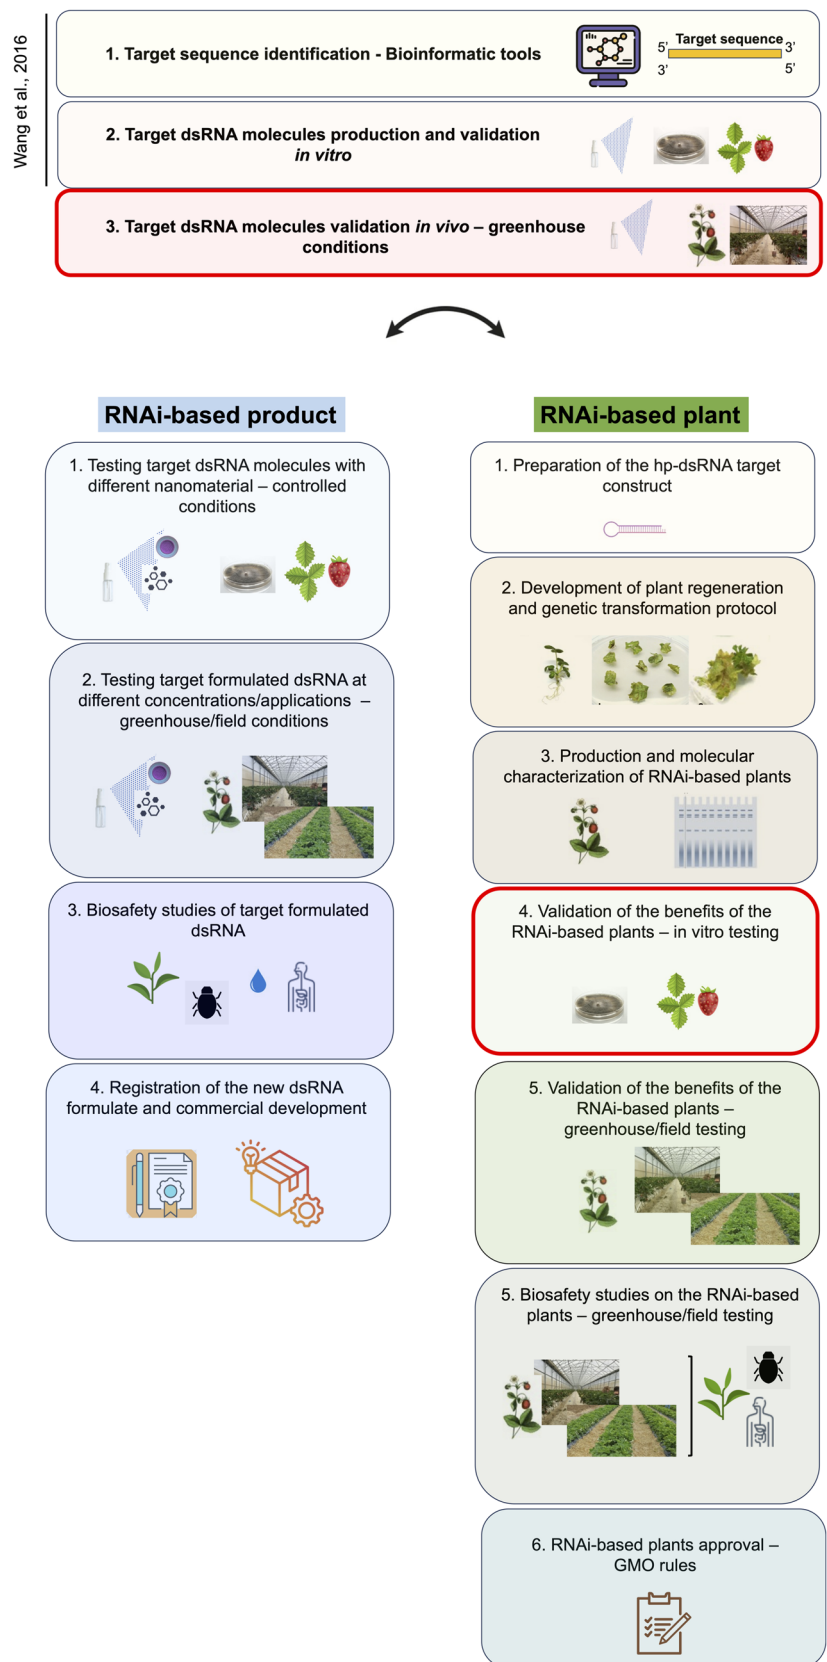 Wang et al., 2016
1. Target sequence identification - Bioinformatic tools
Target sequence
5’
3’
3’
5’
2. Target dsRNA molecules production and validation
in vitro
3. Target dsRNA molecules validation in vivo – greenhouse
conditions
RNAi-based product
1. Testing target dsRNA molecules with
different nanomaterial – controlled
conditions
2. Testing target formulated dsRNA at
different concentrations/applications –
greenhouse/field conditions
3. Biosafety studies of target formulated
dsRNA
4. Registration of the new dsRNA
formulate and commercial development
RNAi-based plant
1. Preparation of the hp-dsRNA target
construct
2. Development of plant regeneration
and genetic transformation protocol
3. Production and molecular
characterization of RNAi-based plants
4. Validation of the benefits of the
RNAi-based plants – in vitro testing
5. Validation of the benefits of the
RNAi-based plants –
greenhouse/field testing
5. Biosafety studies on the RNAi-based
plants – greenhouse/field testing
6. RNAi-based plants approval –
GMO rules